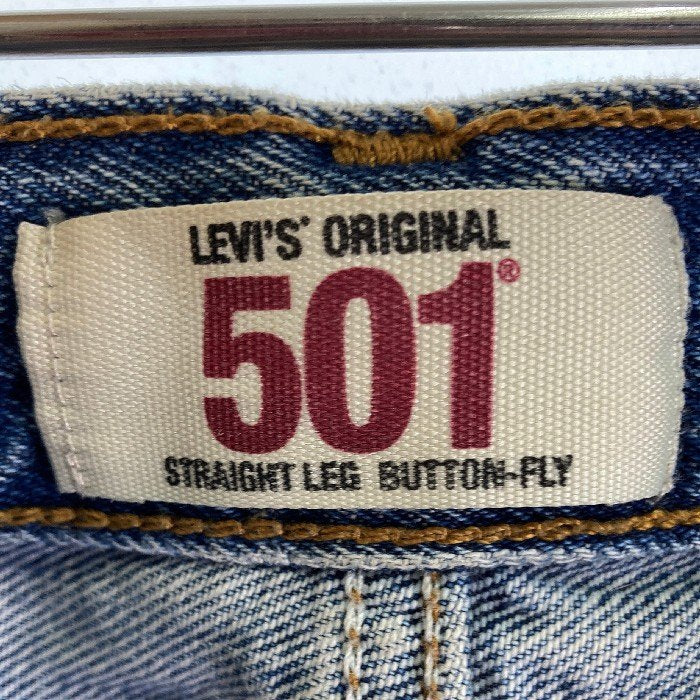 LEVI'S® ORIGINAL
501®
STRAIGHT LEG BUTTON-FLY